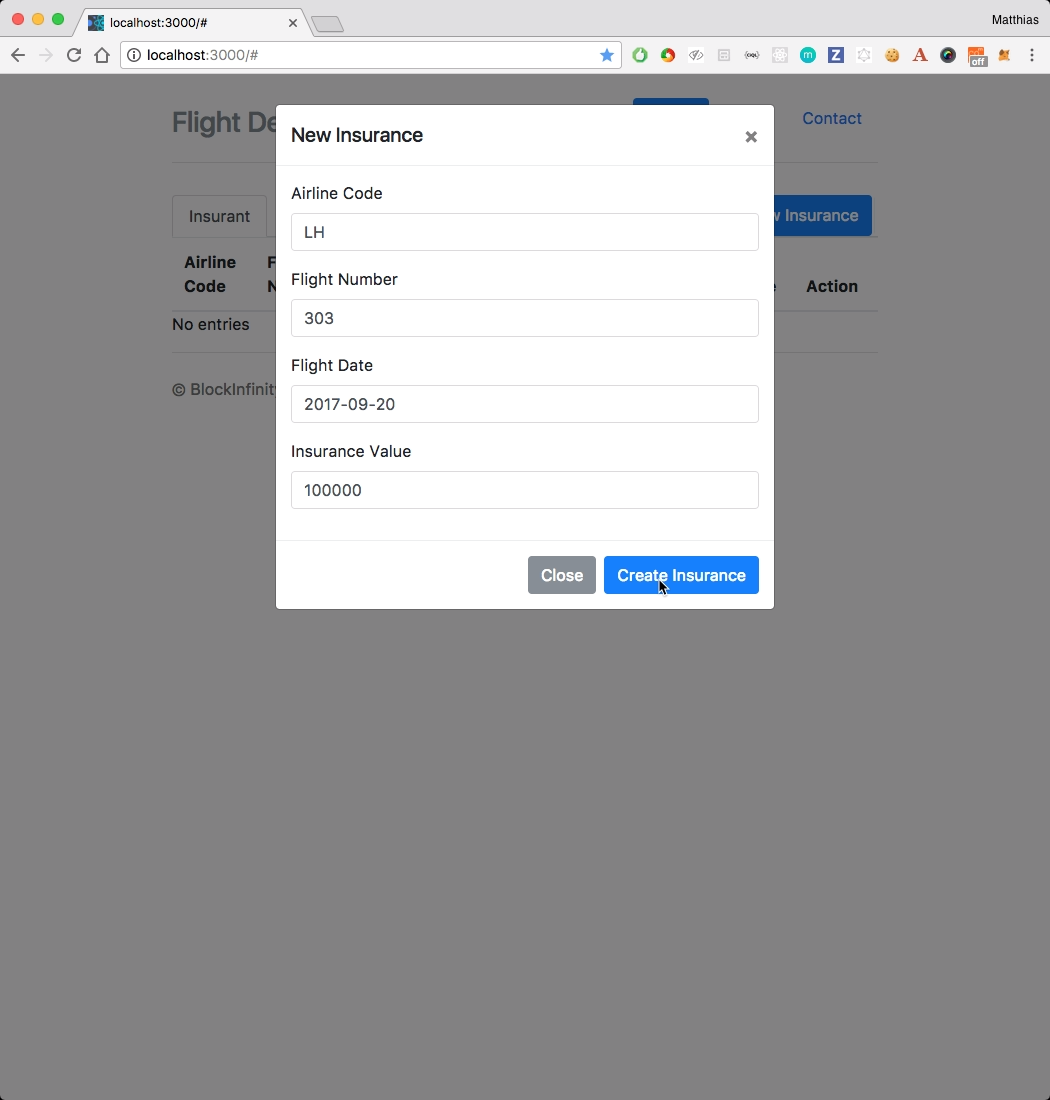 localhost:3000/#
Matthias
localhost:3000/#
off
Flight De
Contact
New Insurance
×
Insurant
Insurance
Airline Code
LH
Airline
Code
Action
Flight Number
303
No entries
Flight Date
2017-09-20
© BlockInfinit
Insurance Value
100000
Close
Create Insurance